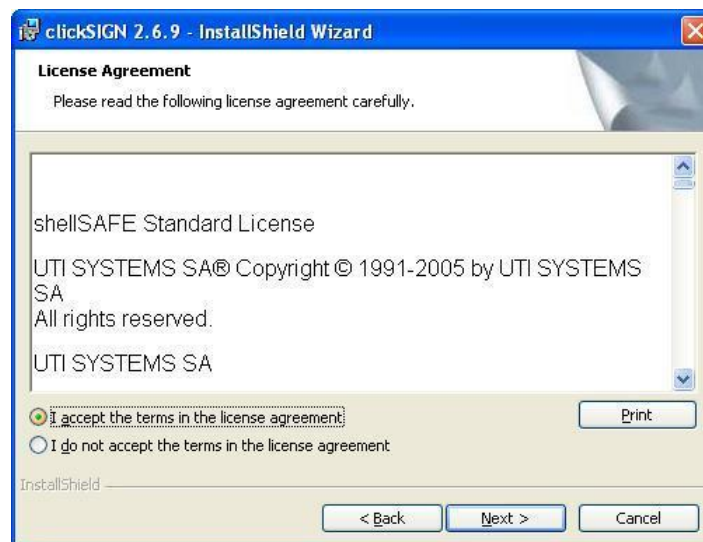 clickSIGN 2.6.9 - InstallShield Wizard
License Agreement
Please read the following license agreement carefully.
shellSAFE Standard License
UTI SYSTEMS SA® Copyright © 1991-2005 by UTI SYSTEMS
SA
All rights reserved.
UTI SYSTEMS SA
I accept the terms in the license agreement
Print
I do not accept the terms in the license agreement
InstallShield
< Back
Next >
Cancel